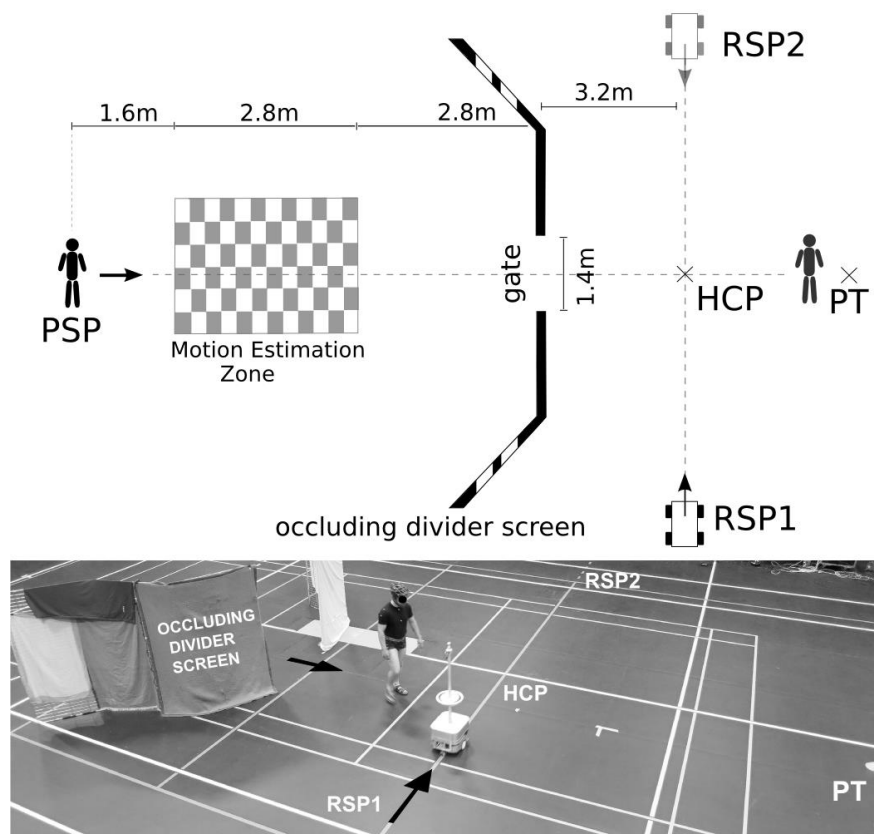 RSP2
3.2m
1.6m
2.8m
2.8m
gate
1.4m
PSP
HCP
PT
Motion Estimation
Zone
RSP1
occluding divider screen
RSP2
OCCLUDING
DIVIDER
SCREEN
HCP
RSP1
PT